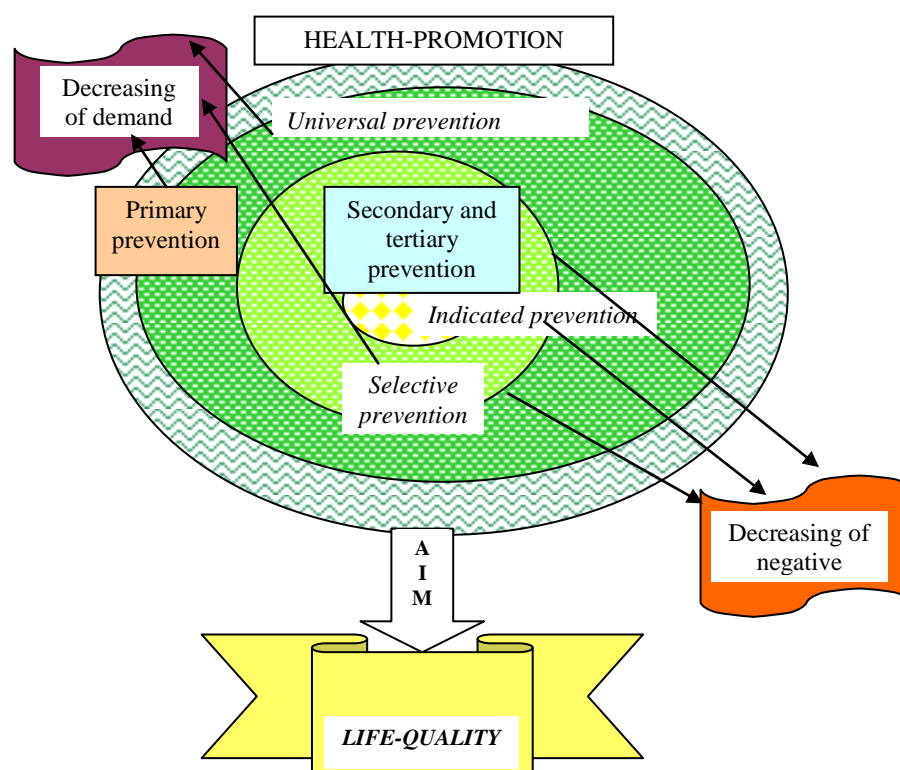 HEALTH-PROMOTION
Decreasing
of demand
Universal prevention
Primary
prevention
Secondary and
tertiary
prevention
Indicated prevention
Selective
prevention
Decreasing of
negative
A
I
M
LIFE-QUALITY